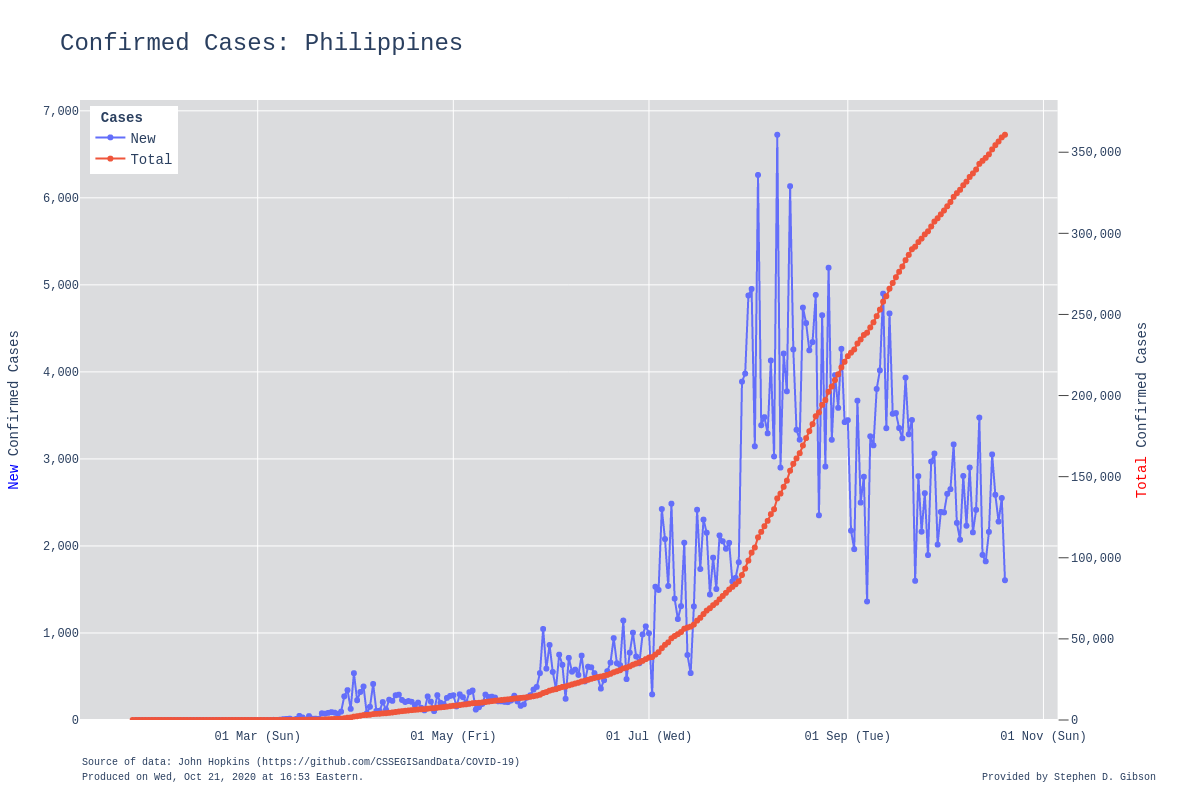 Confirmed Cases: Philippines
Cases
New
Total
7,000
6,000
5,000
4,000
3,000
2,000
1,000
0
New Confirmed Cases
350,000
300,000
250,000
200,000
150,000
100,000
50,000
0
Total Confirmed Cases
01 Mar (Sun)
01 May (Fri)
01 Jul (Wed)
01 Sep (Tue)
01 Nov (Sun)
Source of data: John Hopkins (https://github.com/CSSEGISandData/COVID-19)
Produced on Wed, Oct 21, 2020 at 16:53 Eastern.
Provided by Stephen D. Gibson